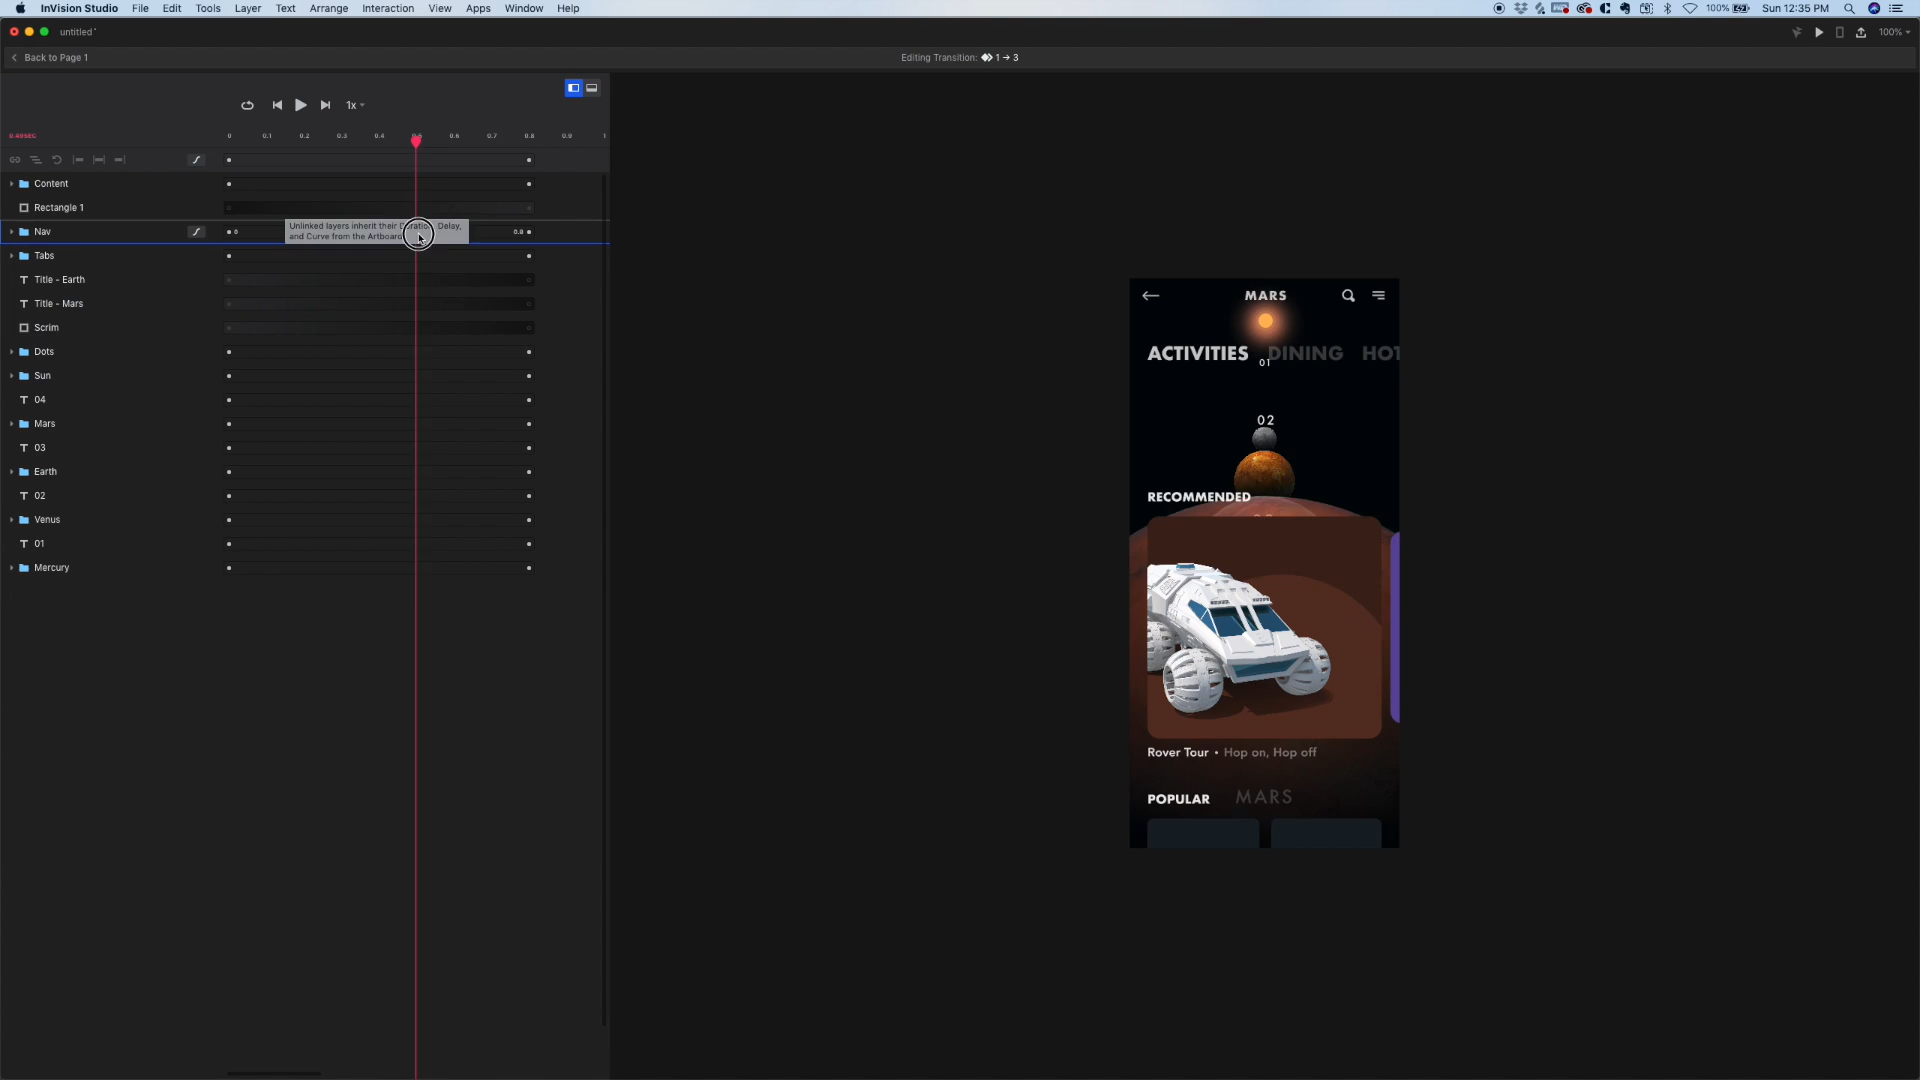 InVision Studio File Edit Tools Layer Text Arrange Interaction View Apps Window Help
100% Sun 12:35 PM
untitled
100%
Back to Page 1
Editing Transition: 1 → 3
1x
0 0.1 0.2 0.3 0.4 0.6 0.7 0.8 0.9 1
Content
Rectangle 1
Nav 0 0.8
Unlinked layers inherit their Delay,
and Curve from the
Tabs
Title - Earth
Title - Mars
Scrim
Dots
Sun
04
Mars
03
Earth
02
Venus
01
Mercury
MARS
ACTIVITIES DINING HOT
01
02
RECOMMENDED
Rover Tour • Hop on, Hop off
POPULAR MARS